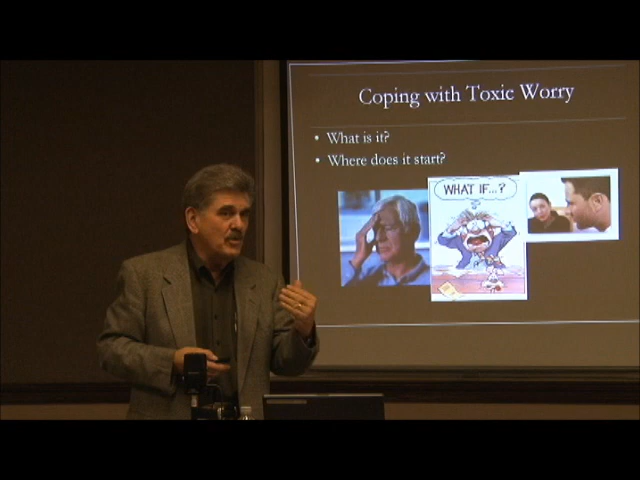 Coping with Toxic Worry
• What is it?
• Where does it start?
WHAT IF...?